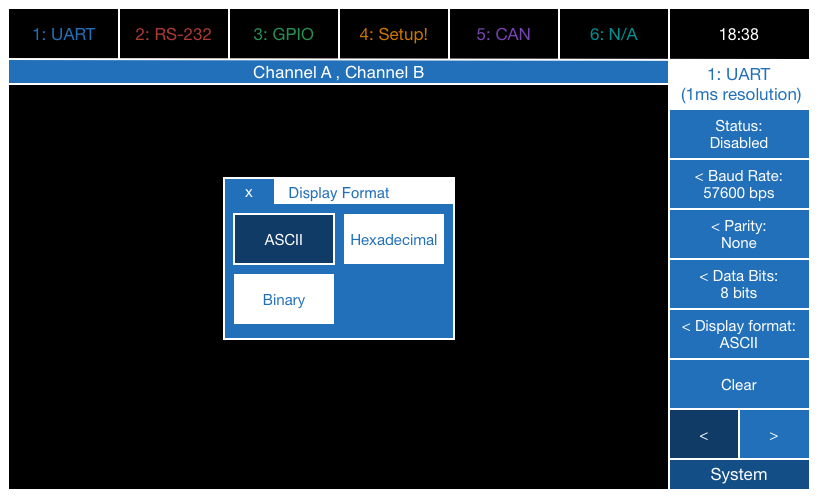 1: UART
2: RS-232
3: GPIO
4: Setup!
5: CAN
6: N/A
18:38
Channel A , Channel B
1: UART
(1ms resolution)
Status:
Disabled
< Baud Rate:
57600 bps
< Parity:
None
< Data Bits:
8 bits
< Display format:
ASCII
Clear
<
>
System
x
Display Format
ASCII
Hexadecimal
Binary